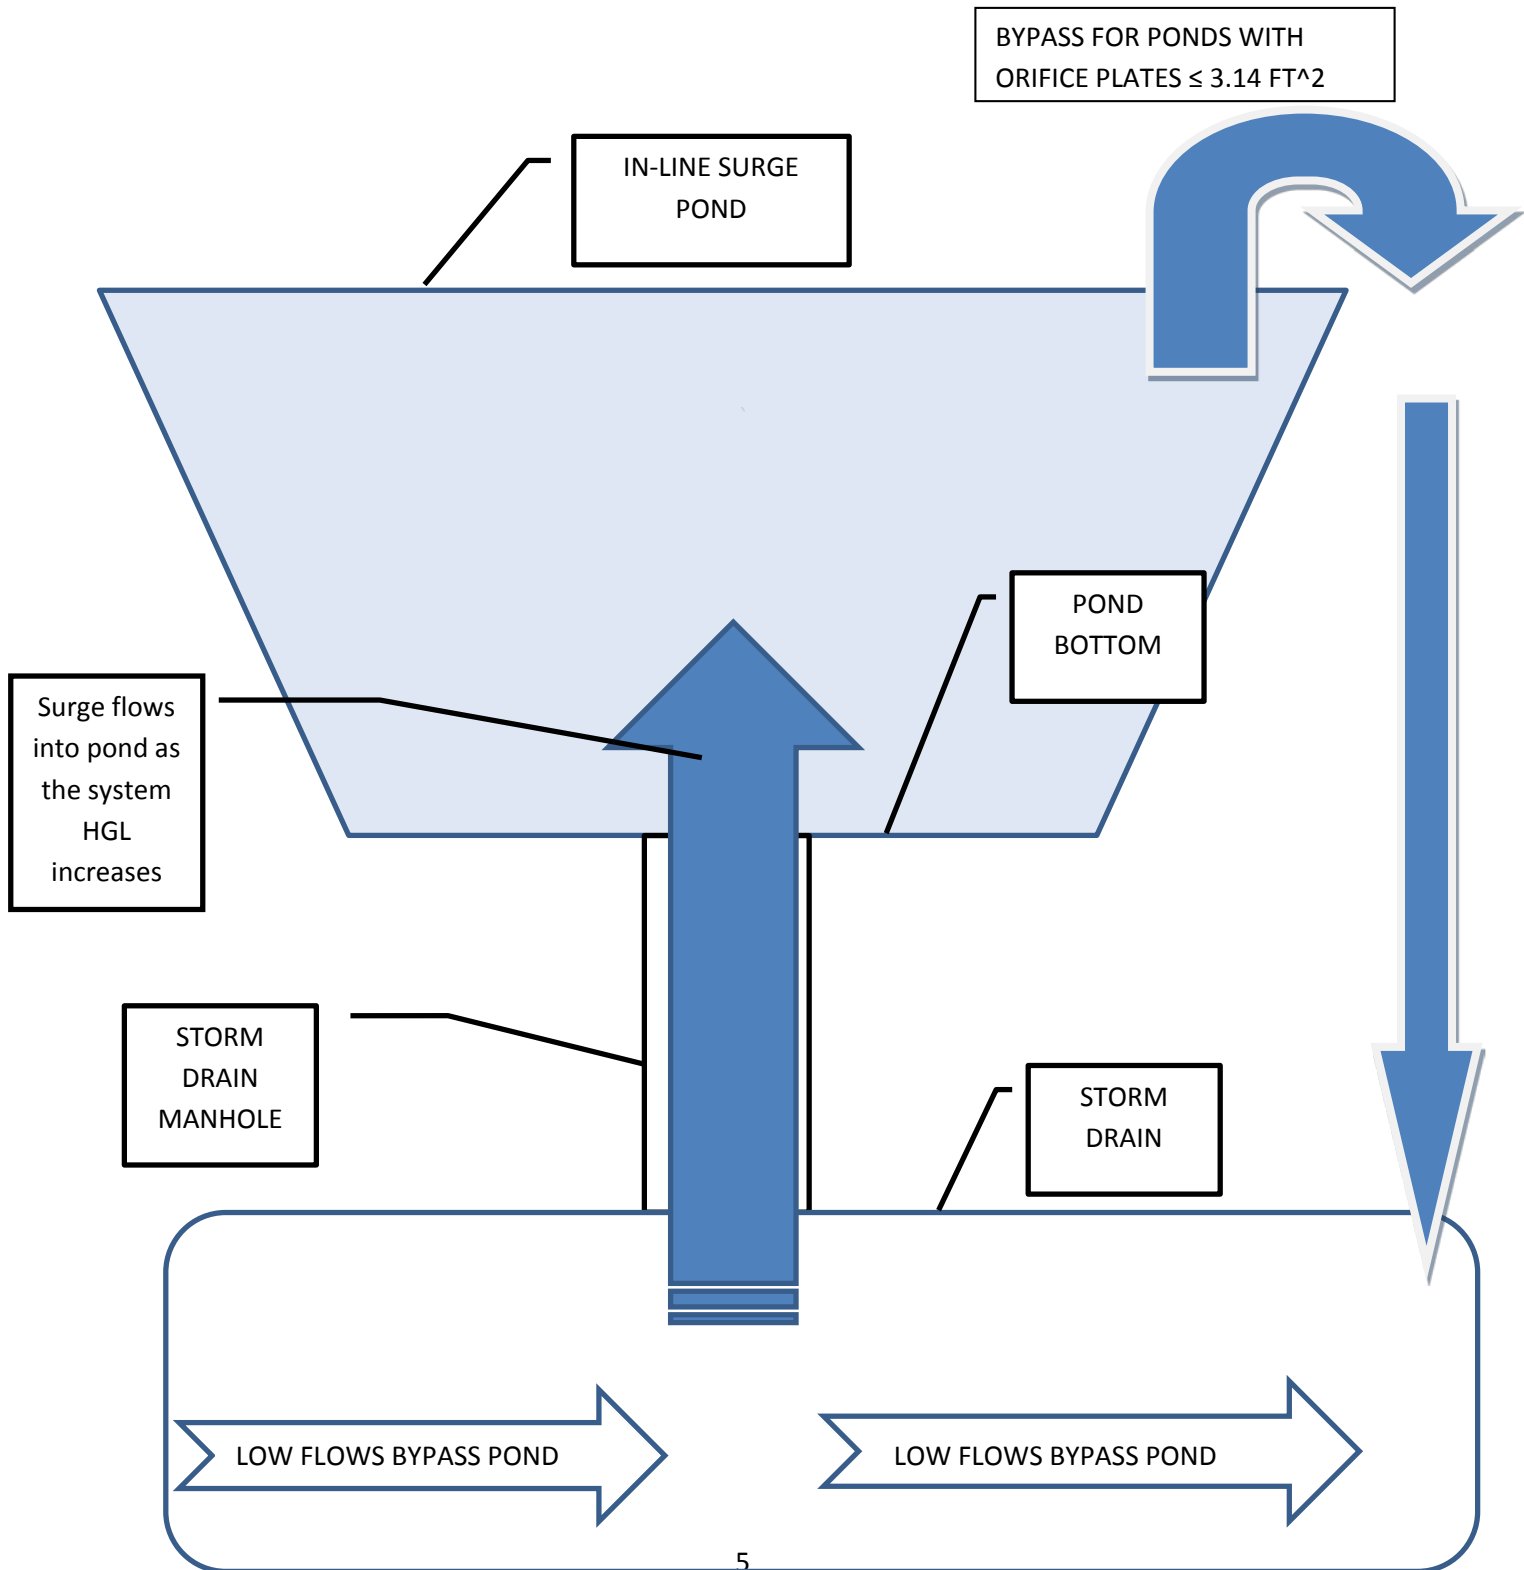 BYPASS FOR PONDS WITH
ORIFICE PLATES ≤ 3.14 FT^2
IN-LINE SURGE
POND
POND
BOTTOM
Surge flows
into pond as
the system
HGL
increases
STORM
DRAIN
MANHOLE
STORM
DRAIN
LOW FLOWS BYPASS POND
LOW FLOWS BYPASS POND
5